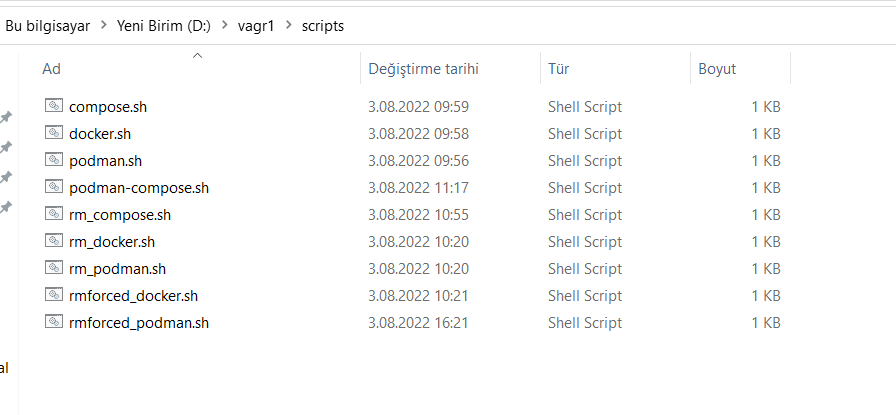 Bu bilgisayar > Yeni Birim (D:) > vagr1 > scripts
Ad Değiştirme tarihi Tür Boyut
compose.sh 3.08.2022 09:59 Shell Script 1 KB
docker.sh 3.08.2022 09:58 Shell Script 1 KB
podman.sh 3.08.2022 09:56 Shell Script 1 KB
podman-compose.sh 3.08.2022 11:17 Shell Script 1 KB
rm_compose.sh 3.08.2022 10:55 Shell Script 1 KB
rm_docker.sh 3.08.2022 10:20 Shell Script 1 KB
rm_podman.sh 3.08.2022 10:20 Shell Script 1 KB
rmforced_docker.sh 3.08.2022 10:21 Shell Script 1 KB
rmforced_podman.sh 3.08.2022 16:21 Shell Script 1 KB
al